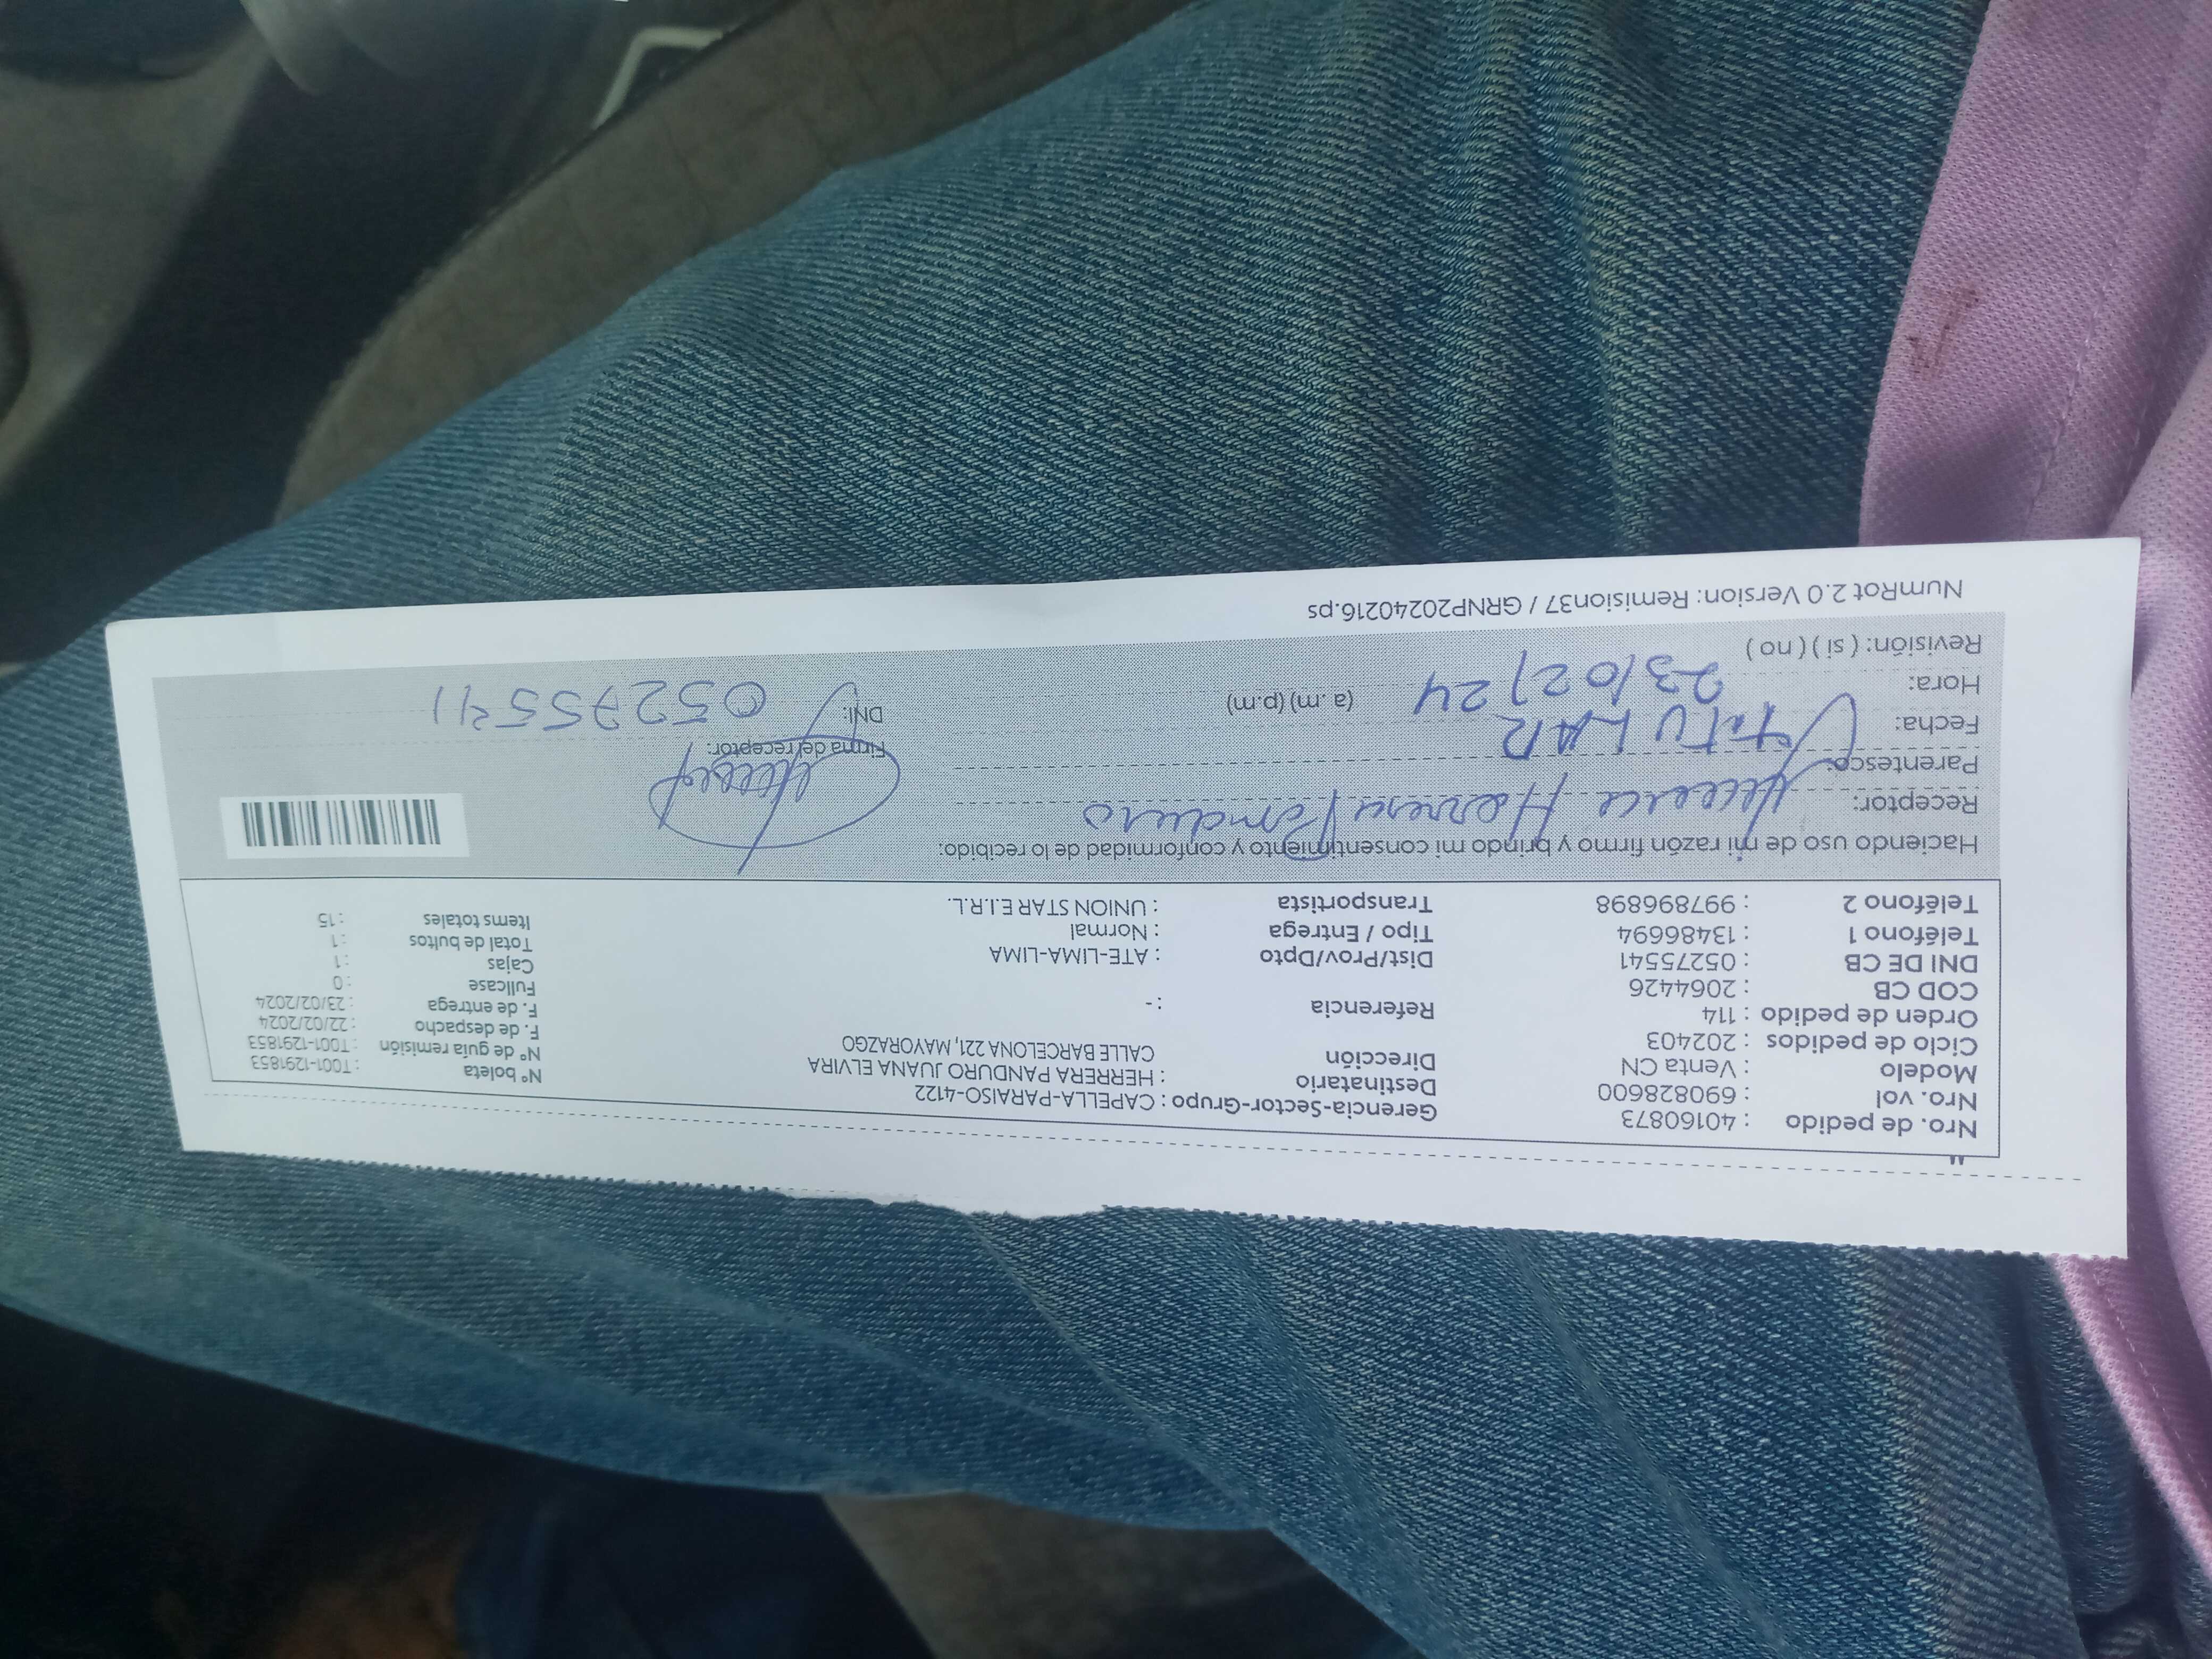 Nro. de pedido : 40160873 Gerencia-Sector-Grupo : CAPELLA-PARAISO-4122 Nº boleta : T001-1291853
Nro. vol : 690828600 Destinatario : HERRERA PANDURO JUANA ELVIRA Nº de guía remisión : T001-1291853
Modelo : Venta CN Dirección CALLE BARCELONA 221, MAYORAZGO F. de despacho : 22/02/2024
Ciclo de pedidos : 202403 F. de entrega : 23/02/2024
Orden de pedido : 114 Referencia : - Fullcase : 0
COD CB : 2064426 Cajas : 1
DNI DE CB : 05275541 Dist/Prov/Dpto : ATE-LIMA-LIMA Total de bultos : 1
Teléfono 1 : 13486694 Tipo / Entrega : Normal Items totales : 15
Teléfono 2 : 997896898 Transportista : UNION STAR E.I.R.L.
Haciendo uso de mi razón firmo y brindo mi consentimiento y conformidad de lo recibido:
Receptor: Herrera Panduro
Parentesco: TITULAR Firma del receptor:
Fecha: 23/02/24 DNI: 05275541
Hora: (a.m) (p.m)
Revisión: ( si ) ( no )
NumRot 2.0 Version: Remision37 / GRNP20240216.ps